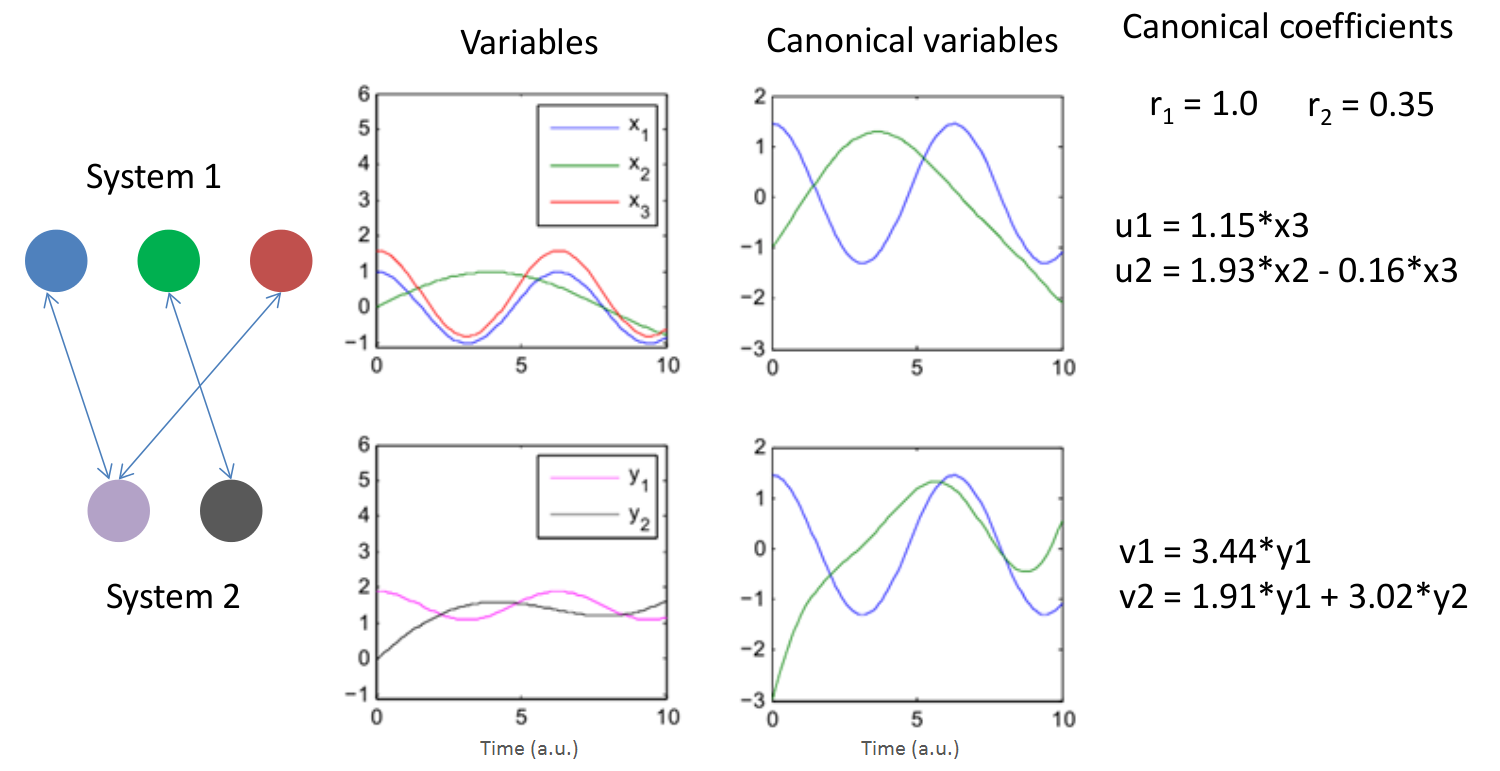 Variables
Canonical variables
Canonical coefficients
System 1
6
5
4
3
2
1
0
−1
0
5
10
x1
x2
x3
2
1
0
−1
−2
−3
0
5
10
r1 = 1.0
r2 = 0.35
u1 = 1.15*x3
u2 = 1.93*x2 - 0.16*x3
System 2
6
5
4
3
2
1
0
−1
0
5
10
y1
y2
Time (a.u.)
2
1
0
−1
−2
−3
0
5
10
Time (a.u.)
v1 = 3.44*y1
v2 = 1.91*y1 + 3.02*y2